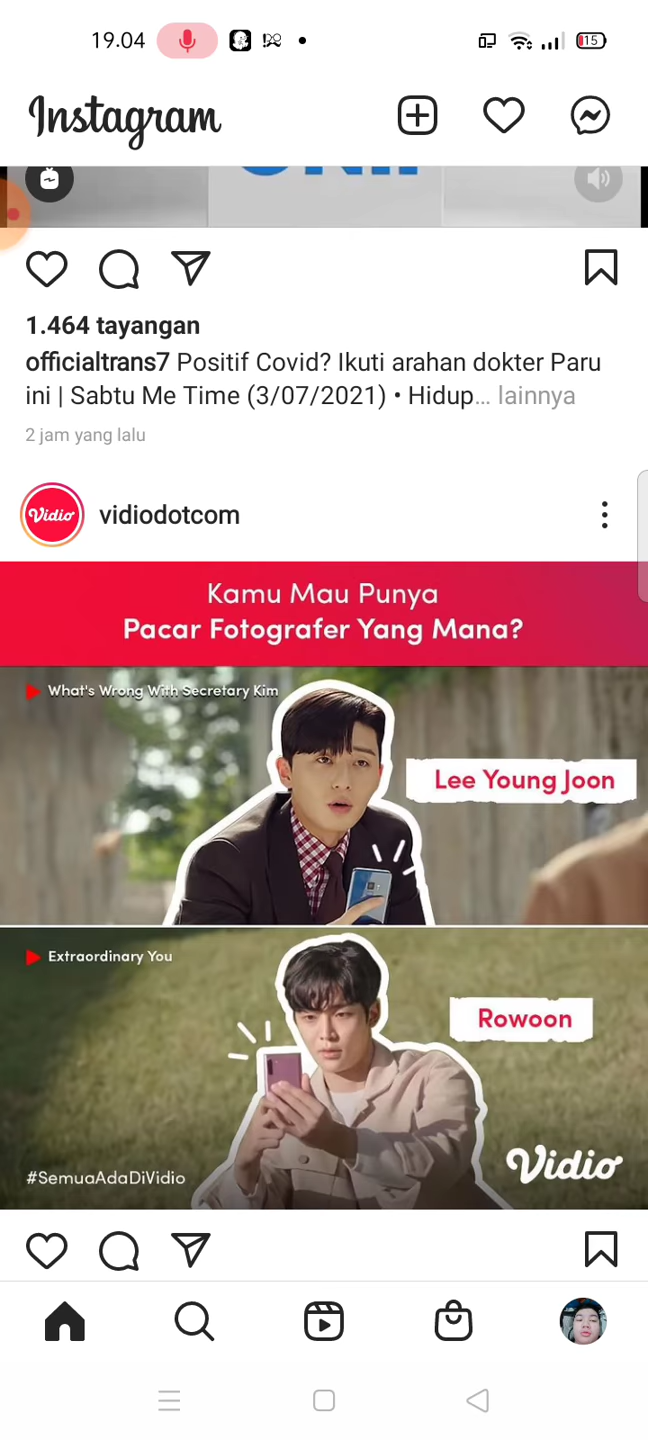 19.04
15
Instagram
1.464 tayangan
officialtrans7 Positif Covid? Ikuti arahan dokter Paru
ini | Sabtu Me Time (3/07/2021) • Hidup... lainnya
2 jam yang lalu
Vidio
vidiodotcom
Kamu Mau Punya
Pacar Fotografer Yang Mana?
What's Wrong With Secretary Kim
Lee Young Joon
Extraordinary You
Rowoon
#SemuaAdaDiVidio
Vidio